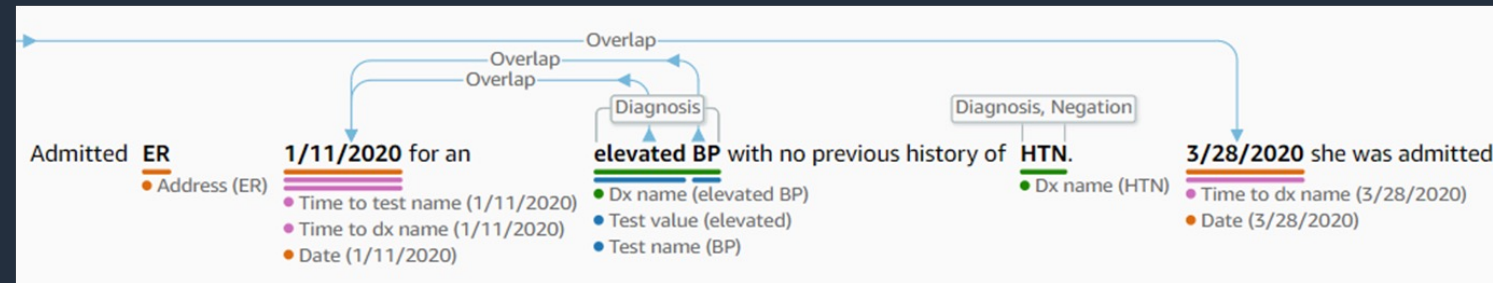 Overlap
Overlap
Overlap
Diagnosis Diagnosis, Negation
Admitted ER 1/11/2020 for an elevated BP with no previous history of HTN. 3/28/2020 she was admitted
Address (ER) Dx name (elevated BP) Dx name (HTN) Time to dx name (3/28/2020)
Time to test name (1/11/2020) Test value (elevated) Date (3/28/2020)
Time to dx name (1/11/2020) Test name (BP)
Date (1/11/2020)